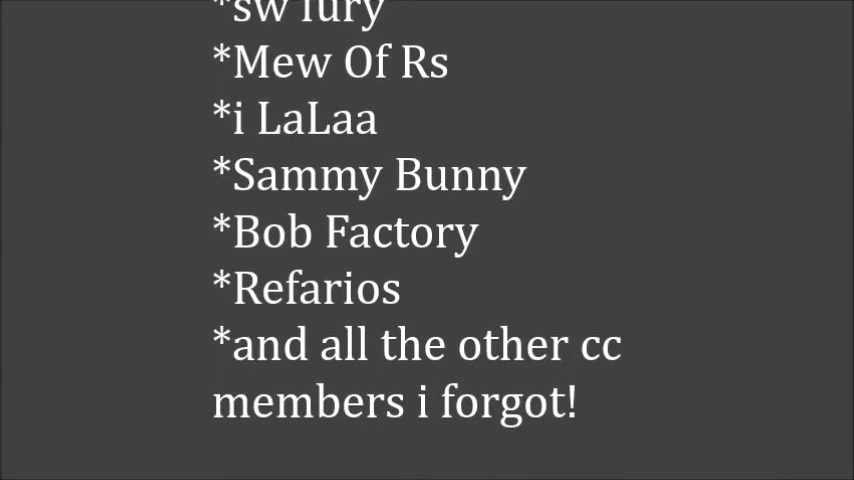 *sw fury
*Mew Of Rs
*i LaLaa
*Sammy Bunny
*Bob Factory
*Refarios
*and all the other cc
members i forgot!